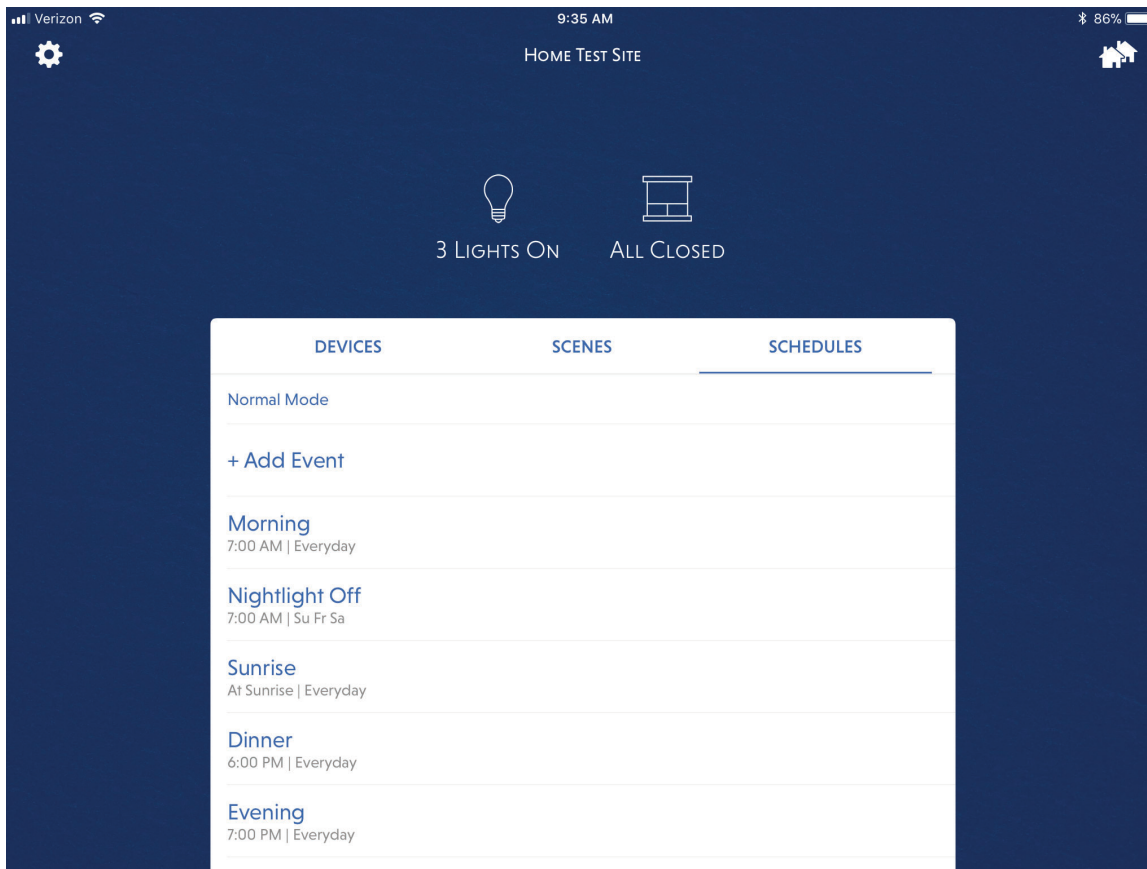 Verizon 9:35 AM 86%
Home Test Site
3 Lights On All Closed
DEVICES SCENES SCHEDULES
Normal Mode
+ Add Event
Morning
7:00 AM | Everyday
Nightlight Off
7:00 AM | Su Fr Sa
Sunrise
At Sunrise | Everyday
Dinner
6:00 PM | Everyday
Evening
7:00 PM | Everyday